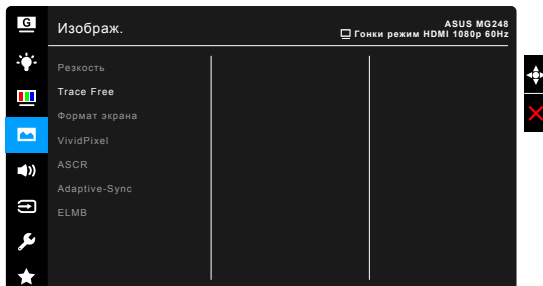 G
Изображ.
ASUS MG248
Гонки режим HDMI 1080p 60Hz
Резкость
Trace Free
Формат экрана
VividPixel
ASCR
Adaptive-Sync
ELMB